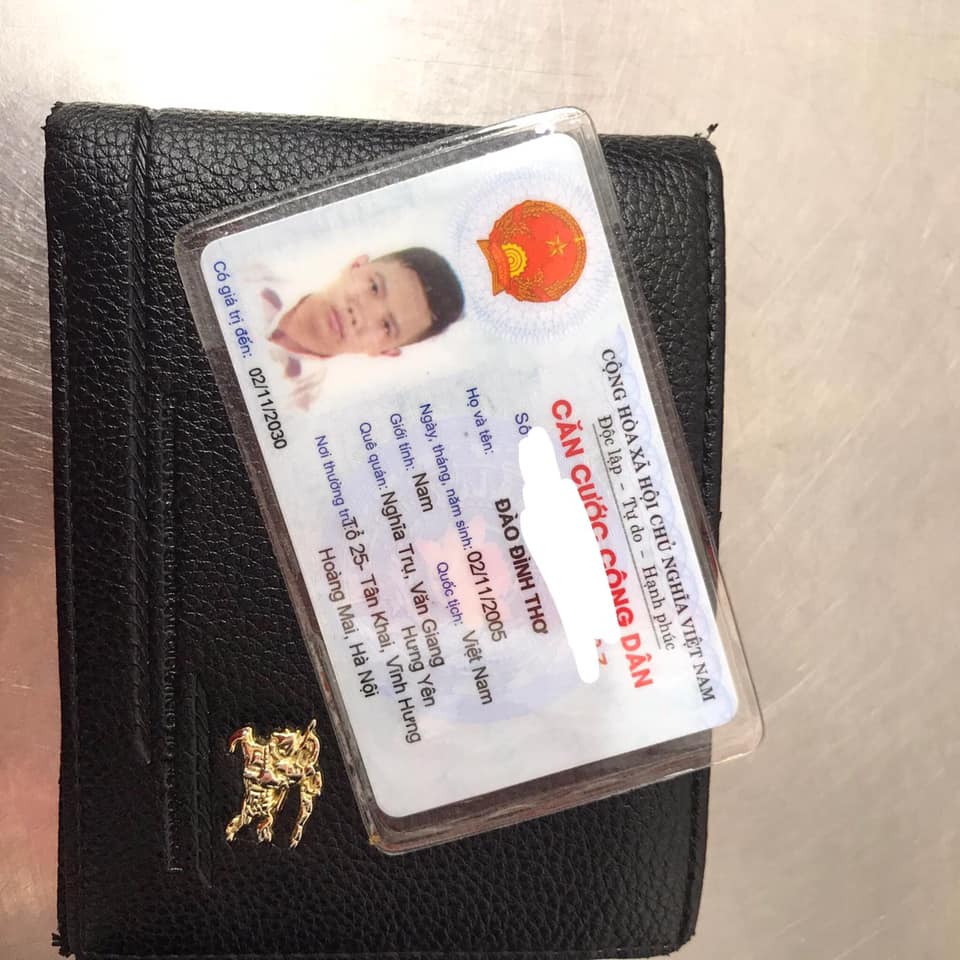 CỘNG HÒA XÃ HỘI CHỦ NGHĨA VIỆT NAM
Độc lập - Tự do - Hạnh phúc
CĂN CƯỚC CÔNG DÂN
Số
Họ và tên:
ĐÀO ĐÌNH THƠ
Ngày, tháng, năm sinh: 02/11/2005
Giới tính: Nam Quốc tịch: Việt Nam
Quê quán: Nghĩa Trụ, Văn Giang
Hưng Yên
Nơi thường trú: Tổ 25- Tân Khai, Vĩnh Hưng
Hoàng Mai, Hà Nội
Có giá trị đến: 02/11/2030